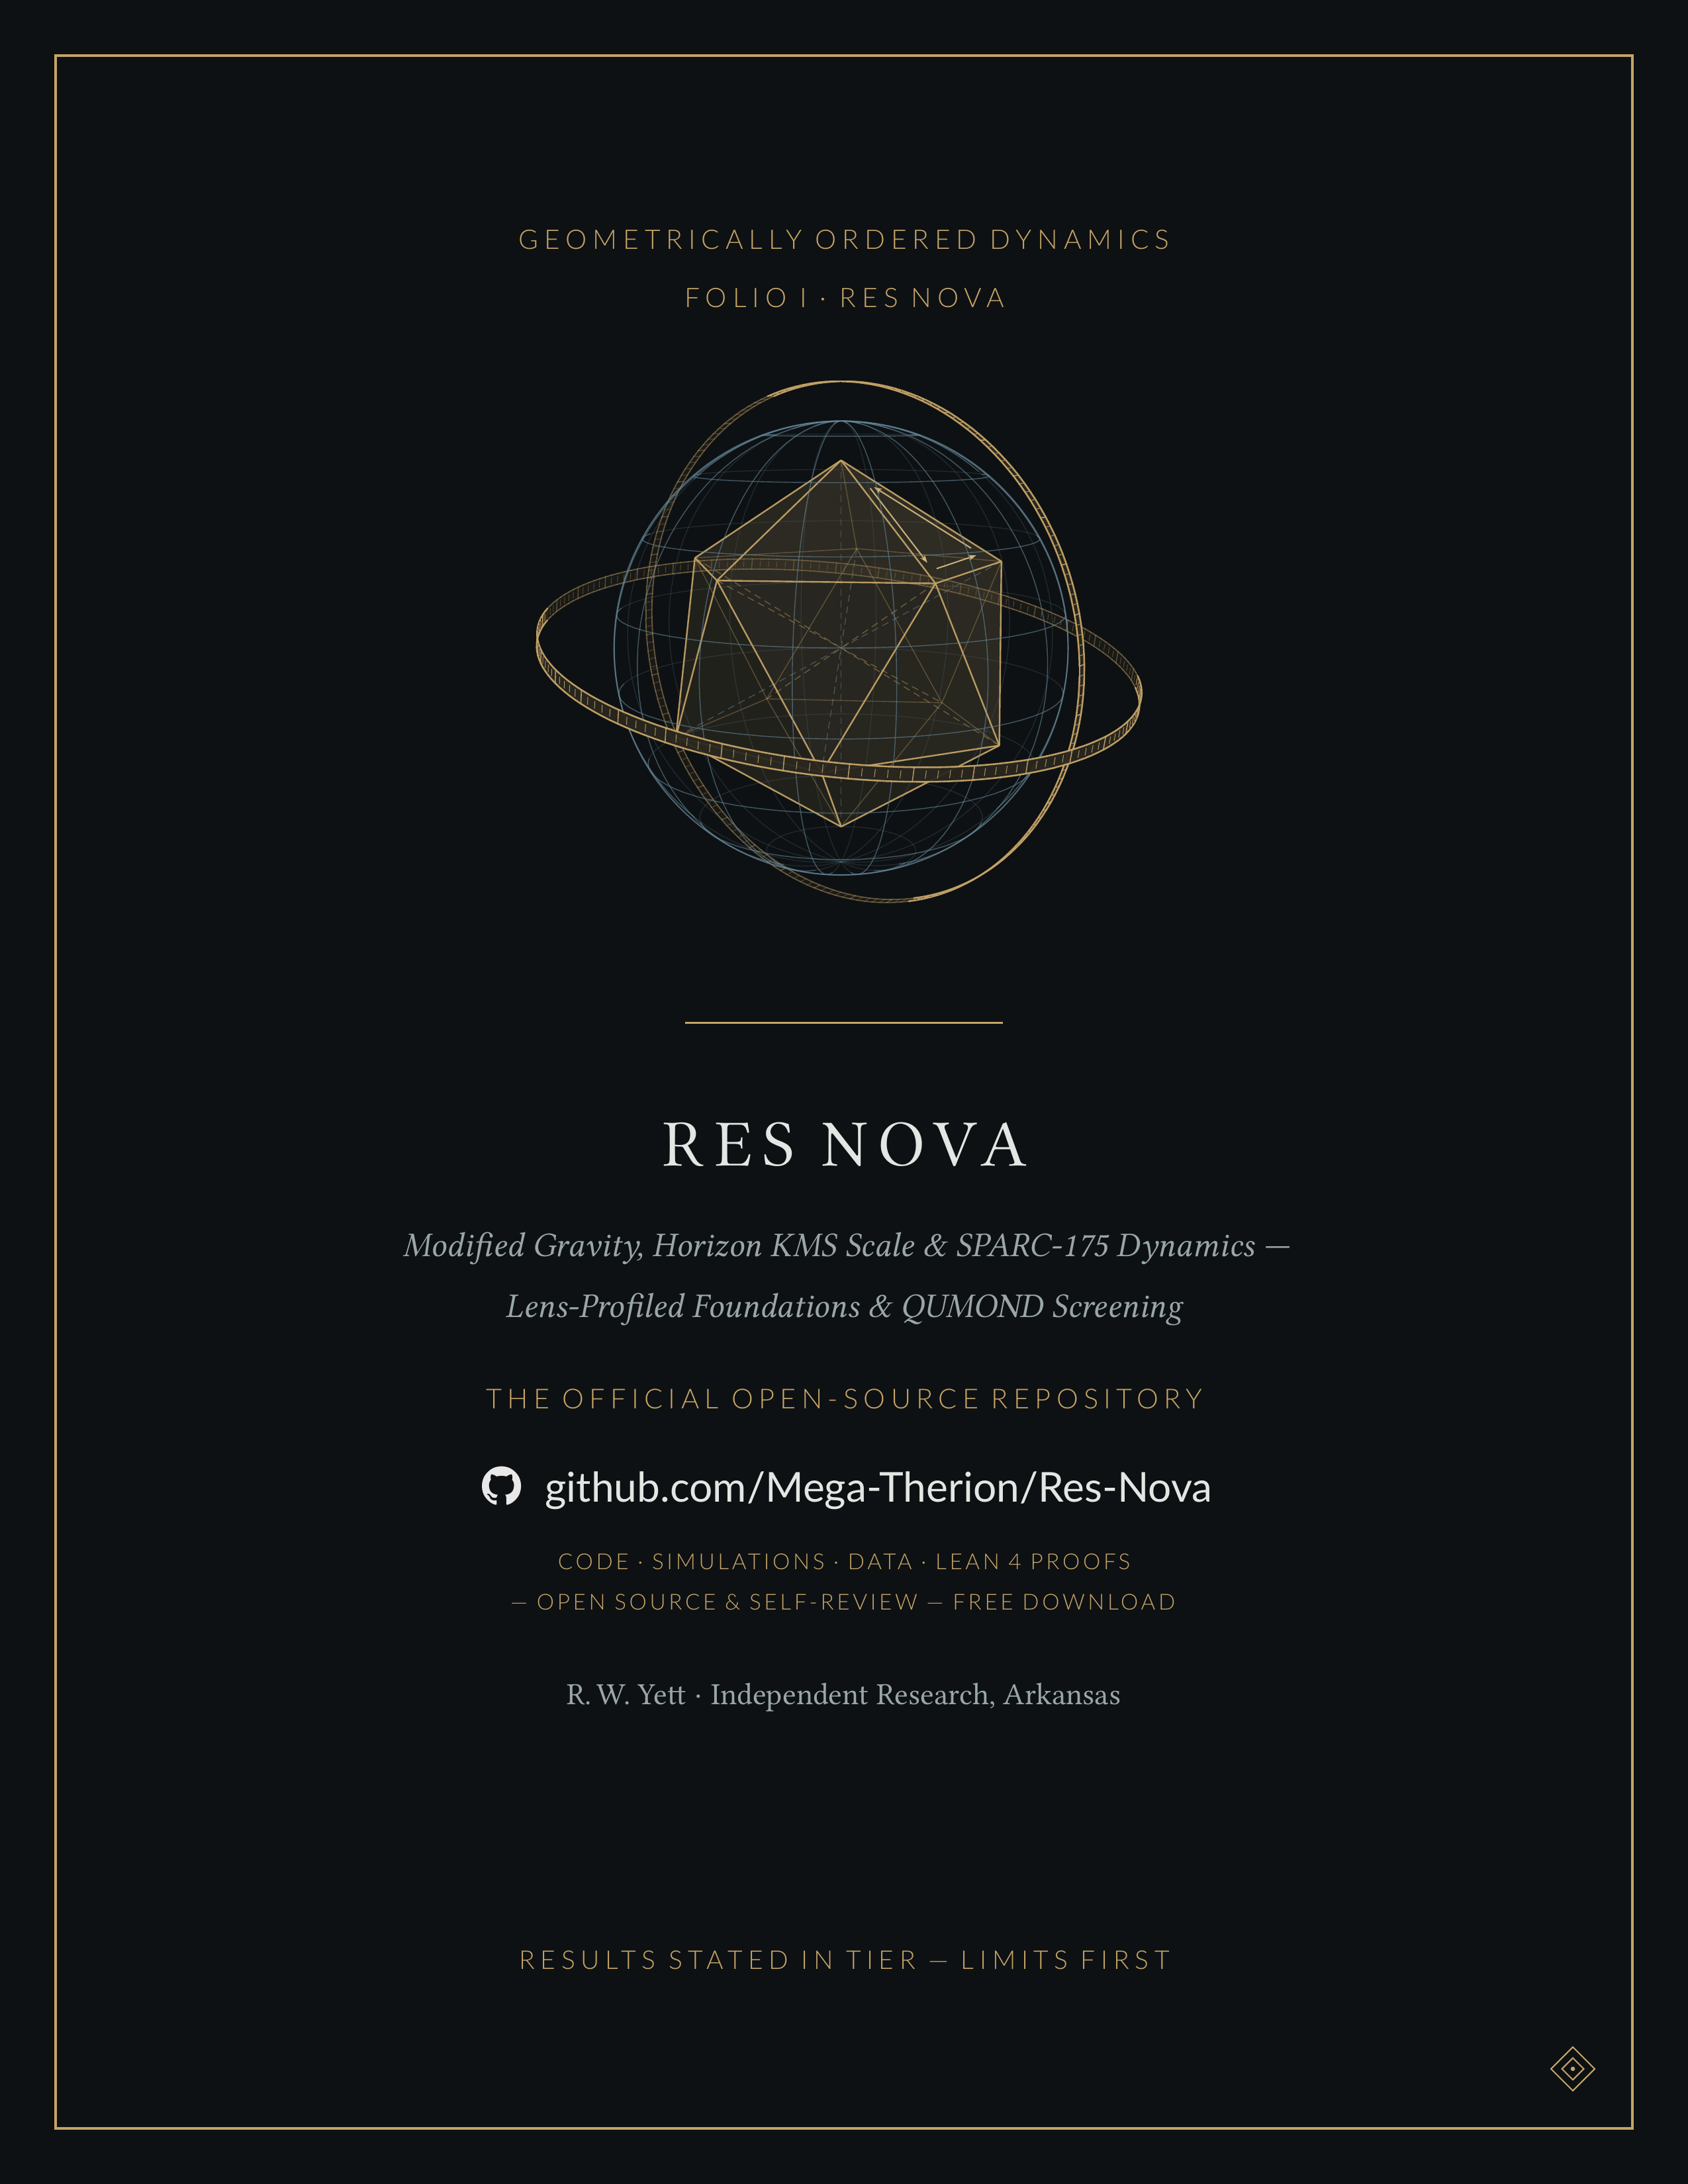 GEOMETRICALLY ORDERED DYNAMICS
FOLIO I · RES NOVA
RES NOVA
Modified Gravity, Horizon KMS Scale & SPARC-175 Dynamics —
Lens-Profiled Foundations & QUMOND Screening
THE OFFICIAL OPEN-SOURCE REPOSITORY
github.com/Mega-Therion/Res-Nova
CODE · SIMULATIONS · DATA · LEAN 4 PROOFS
— OPEN SOURCE & SELF-REVIEW — FREE DOWNLOAD
R. W. Yett · Independent Research, Arkansas
RESULTS STATED IN TIER — LIMITS FIRST